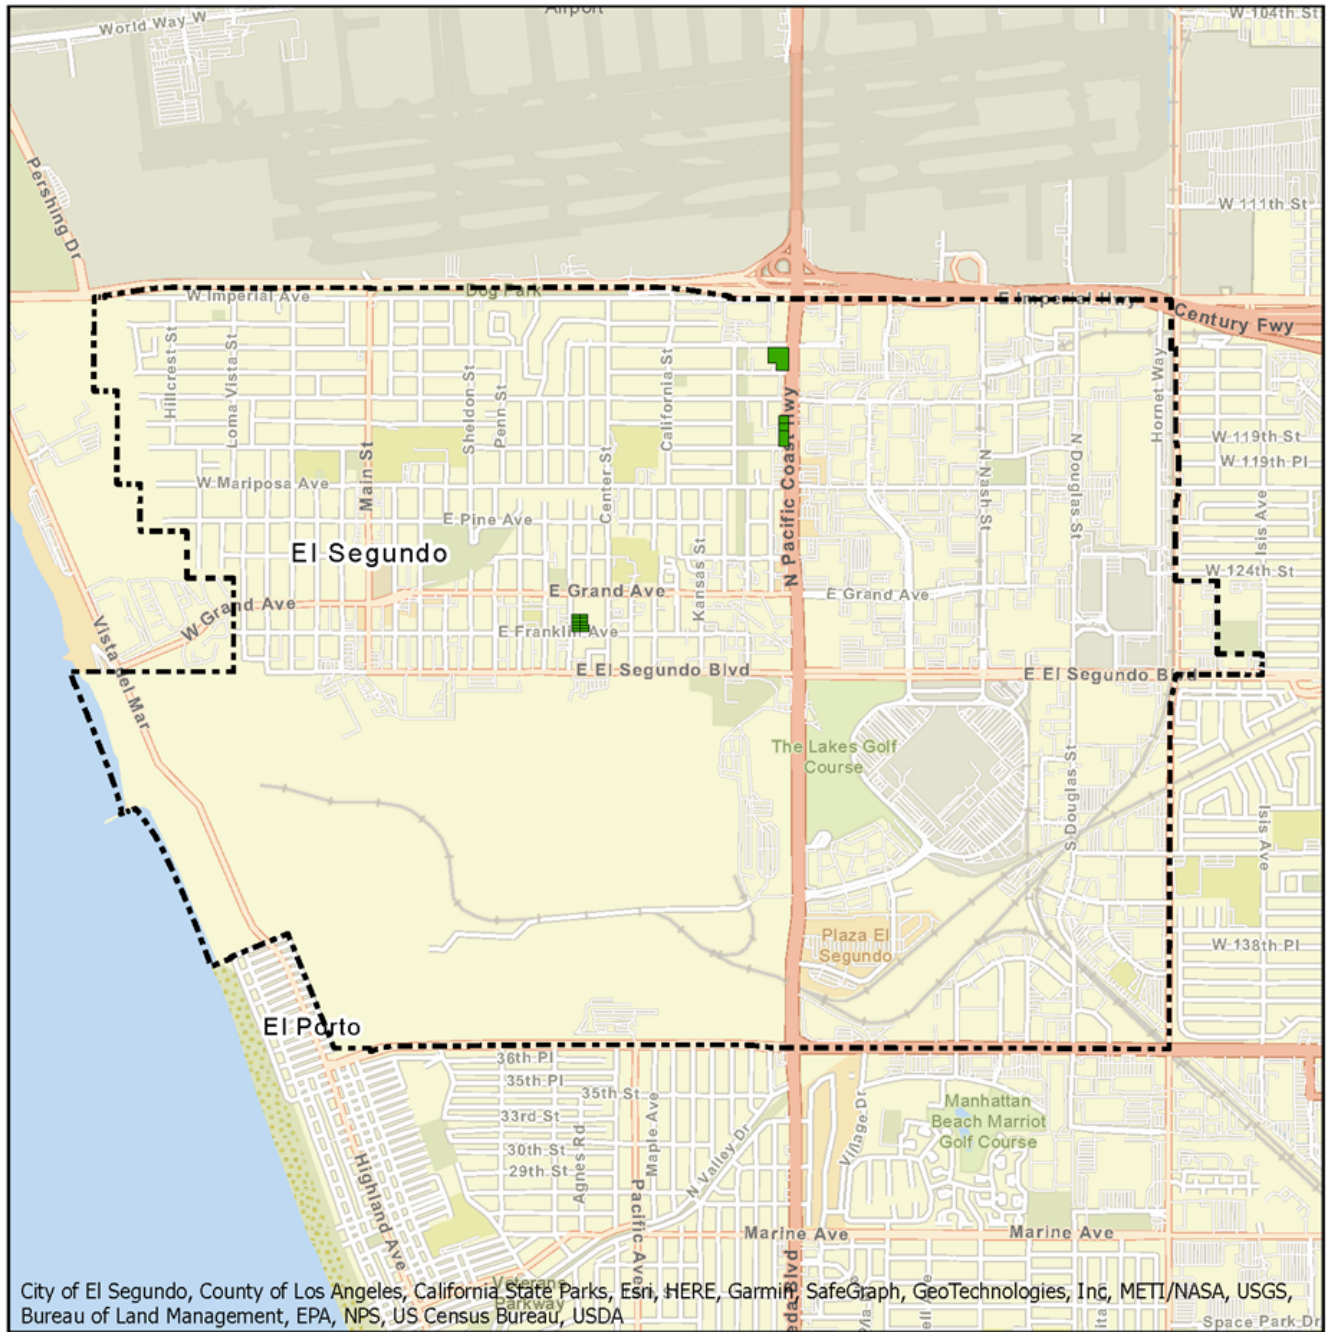 Airport
World Way W
W 104th St
Pershing Dr
W 111th St
W Imperial Ave
Dog Park
E Imperial Hwy
Century Fwy
Hillcrest St
Loma Vista St
Main St
Sheldon St
Penn St
Center St
California St
N Pacific Coast Hwy
N Nash St
N Douglas St
Hornet Way
W 119th St
W 119th Pl
Isis Ave
W Mariposa Ave
E Pine Ave
El Segundo
W 124th St
W Grand Ave
E Grand Ave
Kansas St
E Grand Ave
E Franklin Ave
Vista Del Mar
E El Segundo Blvd
E El Segundo Blvd
The Lakes Golf
Course
S Douglas St
Isis Ave
Plaza El
Segundo
W 138th Pl
El Porto
36th Pl
35th Pl
35th St
33rd St
30th St
29th St
Agnes Rd
Maple Ave
Pacific Ave
N Valley Dr
Village Dr
Manhattan
Beach Marriot
Golf Course
Highland Ave
Marine Ave
Marine Ave
Veterans
Parkway
Space Park Dr
City of El Segundo, County of Los Angeles, California State Parks, Esri, HERE, Garmin, SafeGraph, GeoTechnologies, Inc, METI/NASA, USGS,
Bureau of Land Management, EPA, NPS, US Census Bureau, USDA